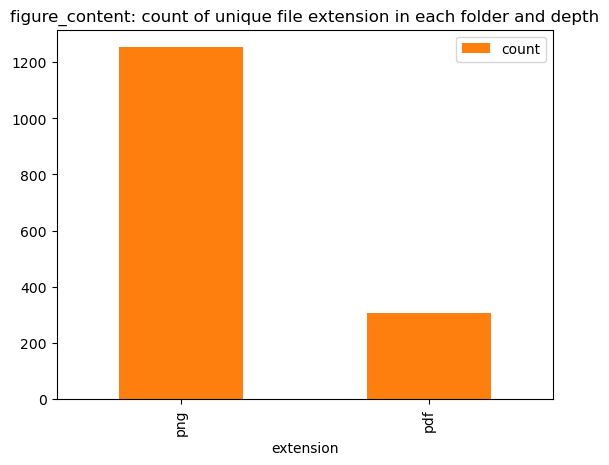 figure_content: count of unique file extension in each folder and depth
count
1200
1000
800
600
400
200
0
png
pdf
extension